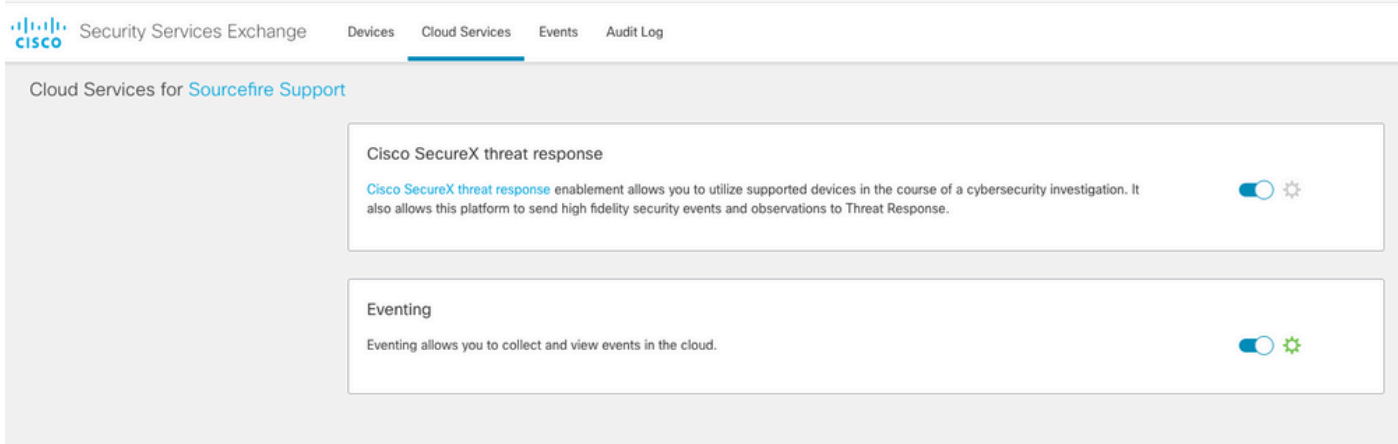 CISCO Security Services Exchange Devices Cloud Services Events Audit Log
Cloud Services for Sourcefire Support
Cisco SecureX threat response
Cisco SecureX threat response enablement allows you to utilize supported devices in the course of a cybersecurity investigation. It
also allows this platform to send high fidelity security events and observations to Threat Response.
Eventing
Eventing allows you to collect and view events in the cloud.